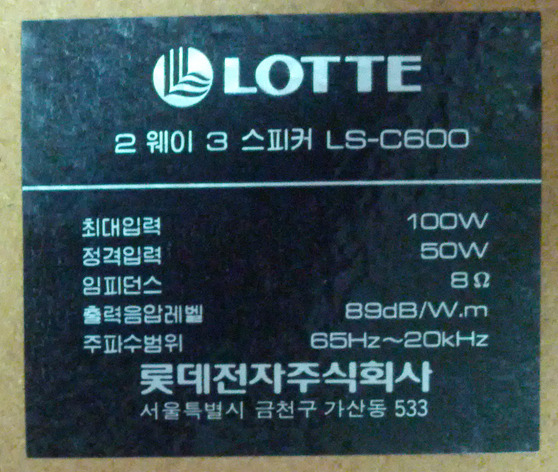 LOTTE
2 웨이 3 스피커 LS-C600
최대입력 100W
정격입력 50W
임피던스 8Ω
출력음압레벨 89dB/W.m
주파수범위 65Hz~20kHz
롯데전자주식회사
서울특별시 금천구 가산동 533